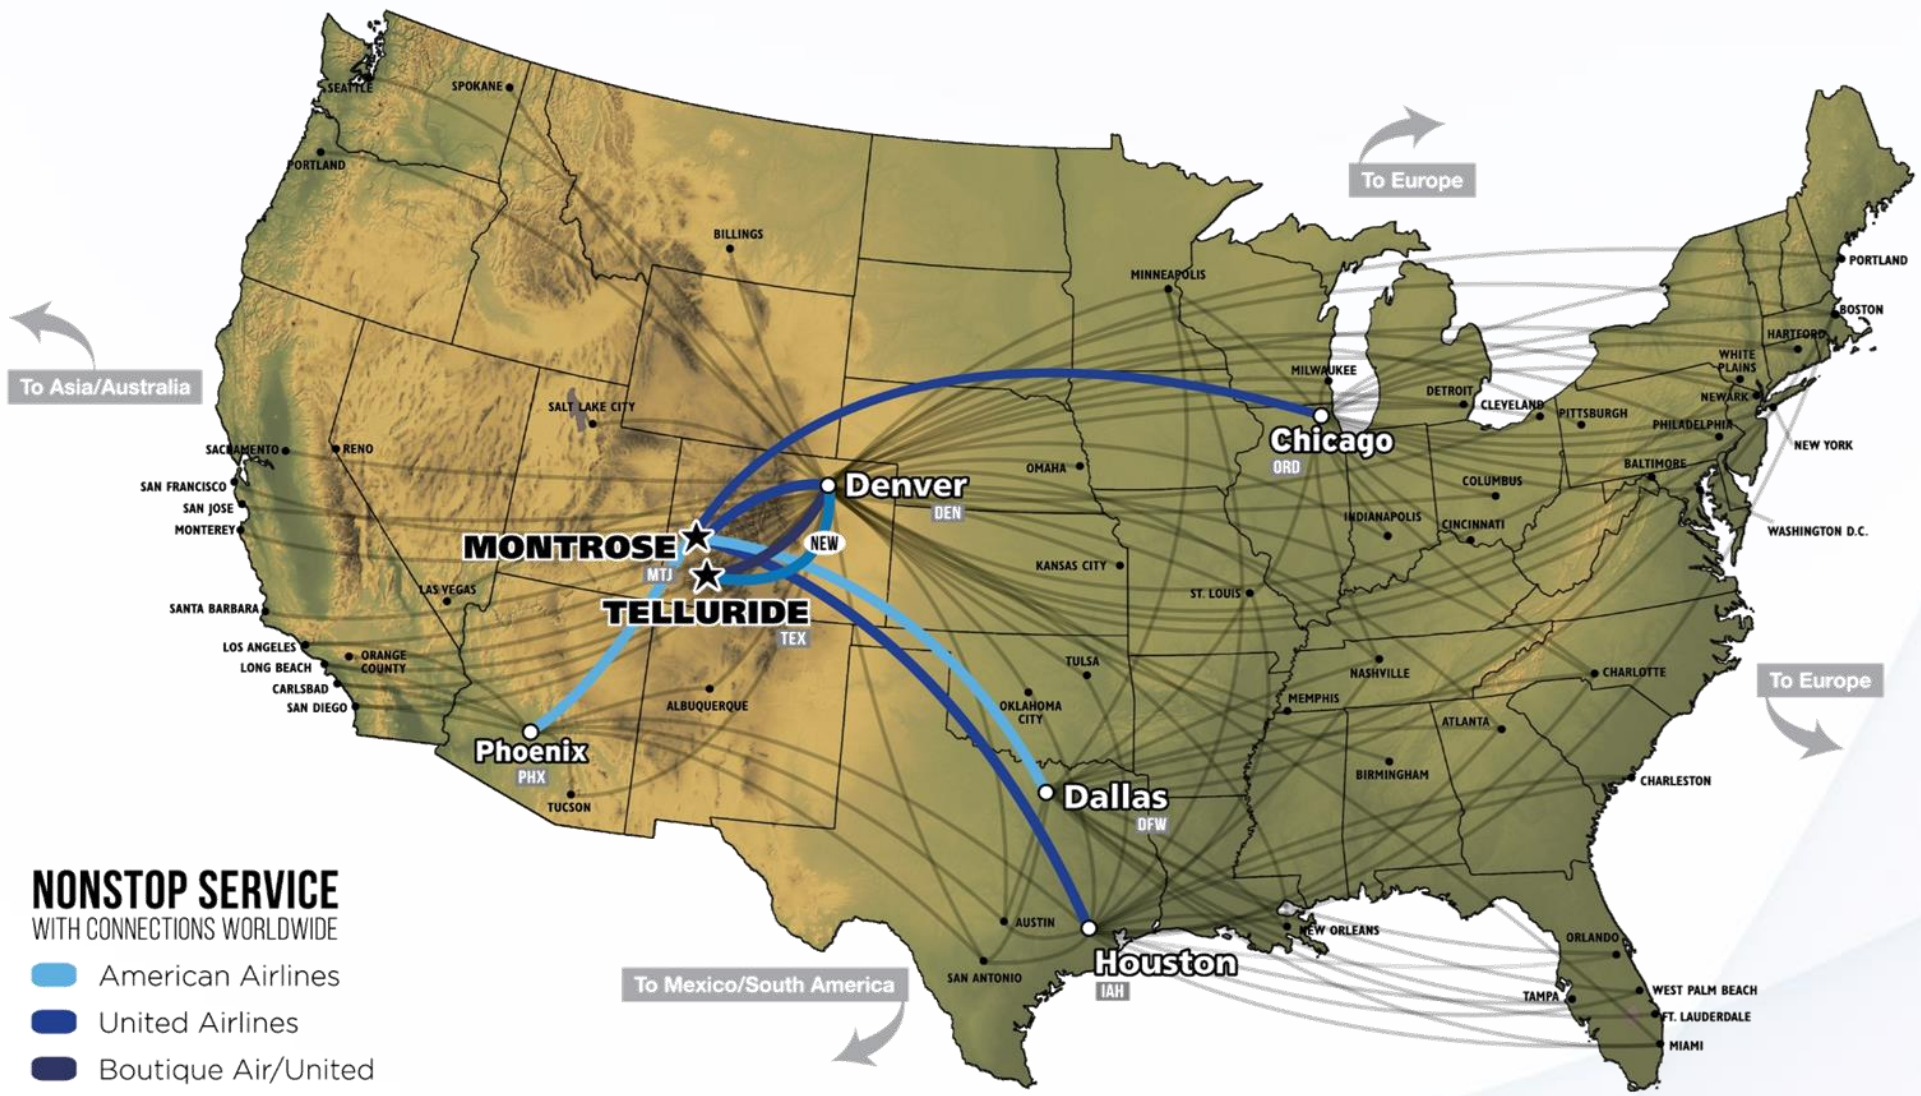 SEATTLE
SPOKANE
PORTLAND
BILLINGS
MINNEAPOLIS
To Europe
PORTLAND
BOSTON
HARTFORD
WHITE
PLAINS
NEWARK
NEW YORK
PHILADELPHIA
BALTIMORE
WASHINGTON D.C.
To Asia/Australia
SALT LAKE CITY
SACRAMENTO
RENO
SAN FRANCISCO
SAN JOSE
MONTEREY
MILWAUKEE
DETROIT
CLEVELAND
PITTSBURGH
Chicago
ORD
OMAHA
COLUMBUS
INDIANAPOLIS
CINCINNATI
Denver
DEN
NEW
MONTROSE
MTJ
TELLURIDE
TEX
KANSAS CITY
ST. LOUIS
LAS VEGAS
SANTA BARBARA
LOS ANGELES
ORANGE
COUNTY
LONG BEACH
CARLSBAD
SAN DIEGO
ALBUQUERQUE
TULSA
OKLAHOMA
CITY
NASHVILLE
MEMPHIS
CHARLOTTE
To Europe
ATLANTA
BIRMINGHAM
CHARLESTON
Phoenix
PHX
TUCSON
Dallas
DFW
AUSTIN
SAN ANTONIO
Houston
IAH
NEW ORLEANS
ORLANDO
TAMPA
WEST PALM BEACH
FT. LAUDERDALE
MIAMI
To Mexico/South America
NONSTOP SERVICE
WITH CONNECTIONS WORLDWIDE
American Airlines
United Airlines
Boutique Air/United